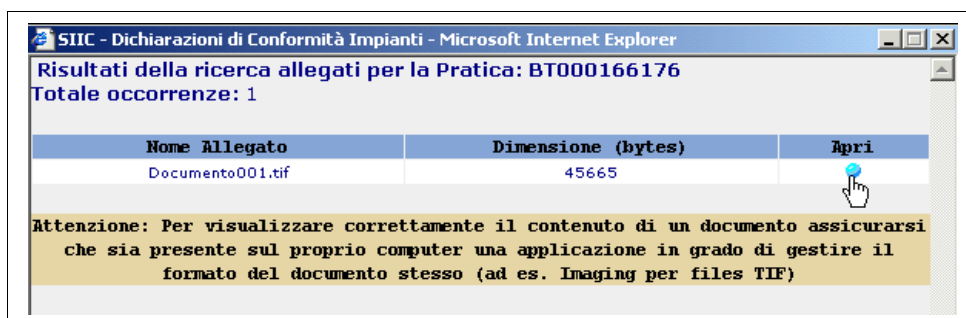 SIIC - Dichiarazioni di Conformità Impianti - Microsoft Internet Explorer
Risultati della ricerca allegati per la Pratica: BT000166176
Totale occorrenze: 1
Nome Allegato Dimensione (bytes) Apri
Documento001.tif 45665
Attenzione: Per visualizzare correttamente il contenuto di un documento assicurarsi
che sia presente sul proprio computer una applicazione in grado di gestire il
formato del documento stesso (ad es. Imaging per files TIF)